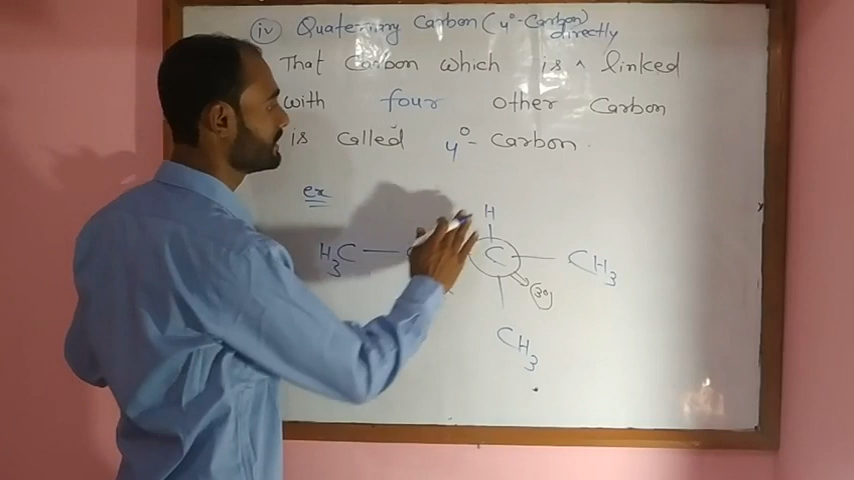 (iv) Quaternary Carbon (4°-Carbon)
directly
That Carbon which is ^ linked
with four other Carbon
is called 4°- Carbon.
ex
H
H3C — C — CH3
3°
CH3